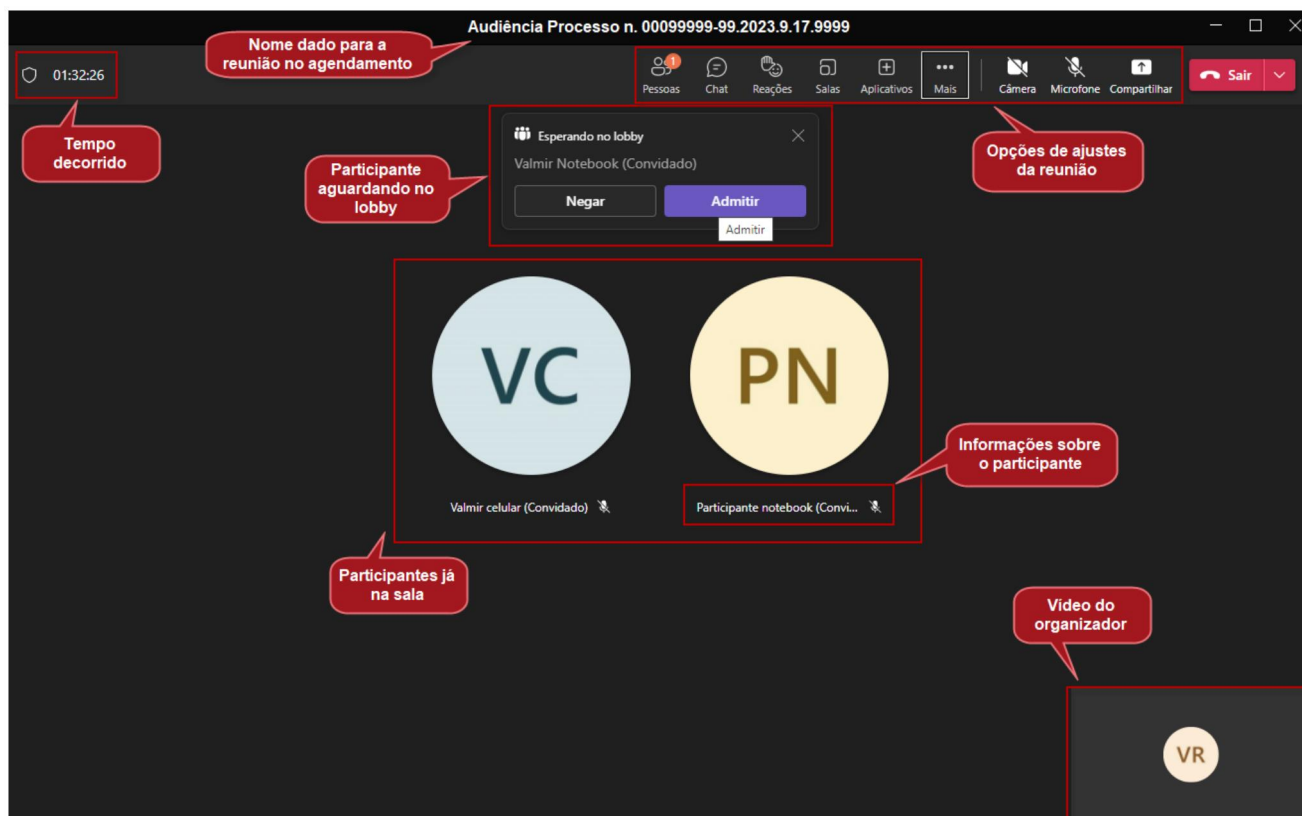 Audiência Processo n. 00099999-99.2023.9.17.9999
Nome dado para a
reunião no agendamento
01:32:26
1
Pessoas
Chat
Reações
Salas
Aplicativos
Mais
Câmera
Microfone
Compartilhar
Sair
Tempo
decorrido
Participante
aguardando no
lobby
Esperando no lobby
Valmir Notebook (Convidado)
Negar
Admitir
Admitir
Opções de ajustes
da reunião
VC
PN
Informações sobre
o participante
Valmir celular (Convidado)
Participante notebook (Convi...
Participantes já
na sala
Vídeo do
organizador
VR